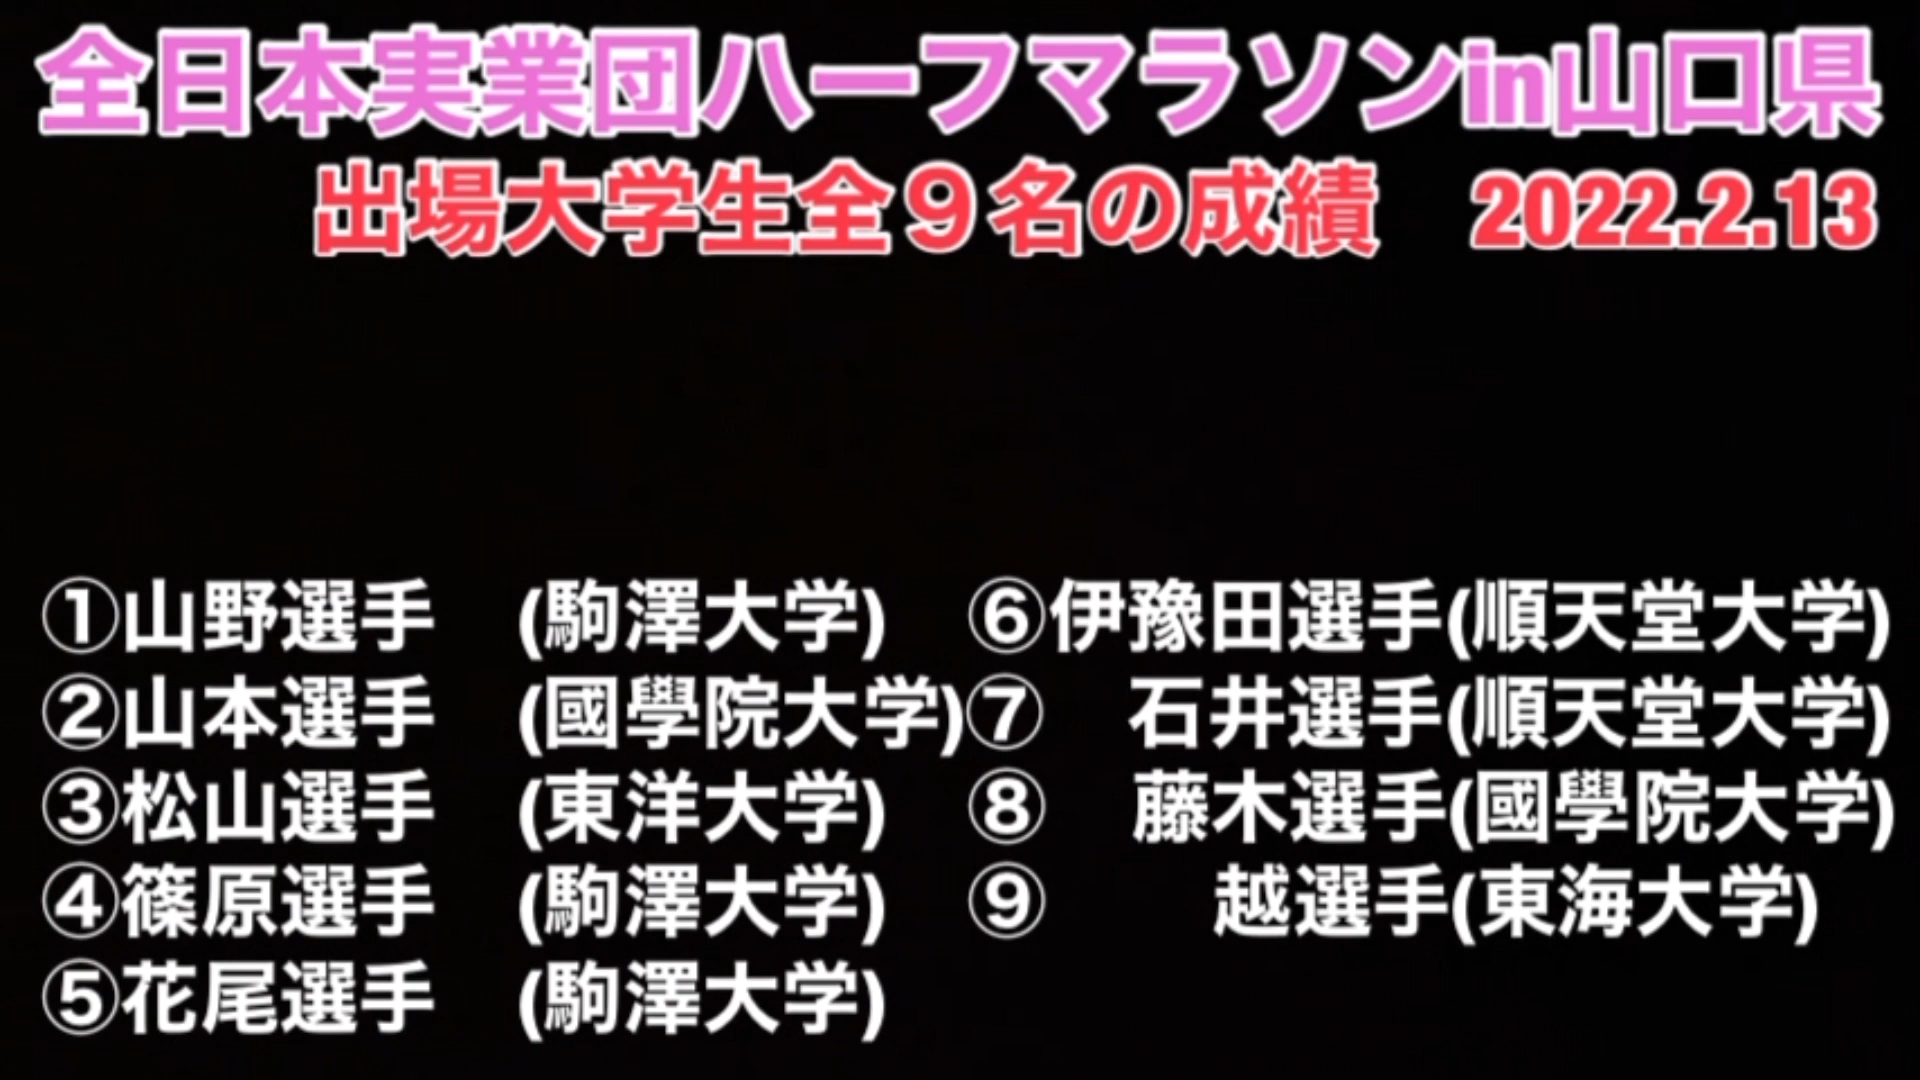 全日本実業団ハーフマラソンin山口県
出場大学生全９名の成績　2022.2.13
①山野選手　(駒澤大学)
②山本選手　(國學院大学)
③松山選手　(東洋大学)
④篠原選手　(駒澤大学)
⑤花尾選手　(駒澤大学)
⑥伊豫田選手(順天堂大学)
⑦　石井選手(順天堂大学)
⑧　藤木選手(國學院大学)
⑨　　越選手(東海大学)